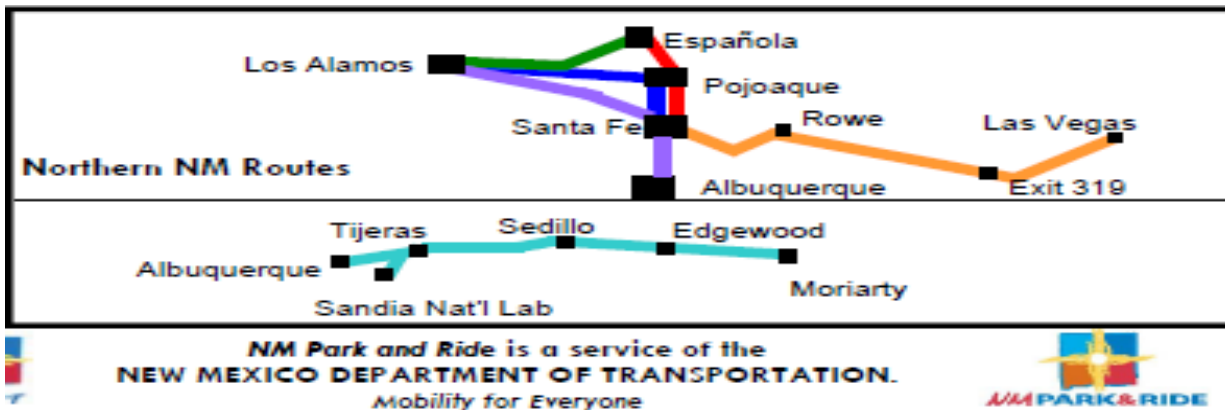 Española
Los Alamos
Pojoaque
Santa Fe
Rowe
Las Vegas
Northern NM Routes
Albuquerque
Exit 319
Tijeras
Sedillo
Edgewood
Albuquerque
Moriarty
Sandia Nat'l Lab
NM Park and Ride is a service of the
NEW MEXICO DEPARTMENT OF TRANSPORTATION.
Mobility for Everyone
NMPARK&RIDE